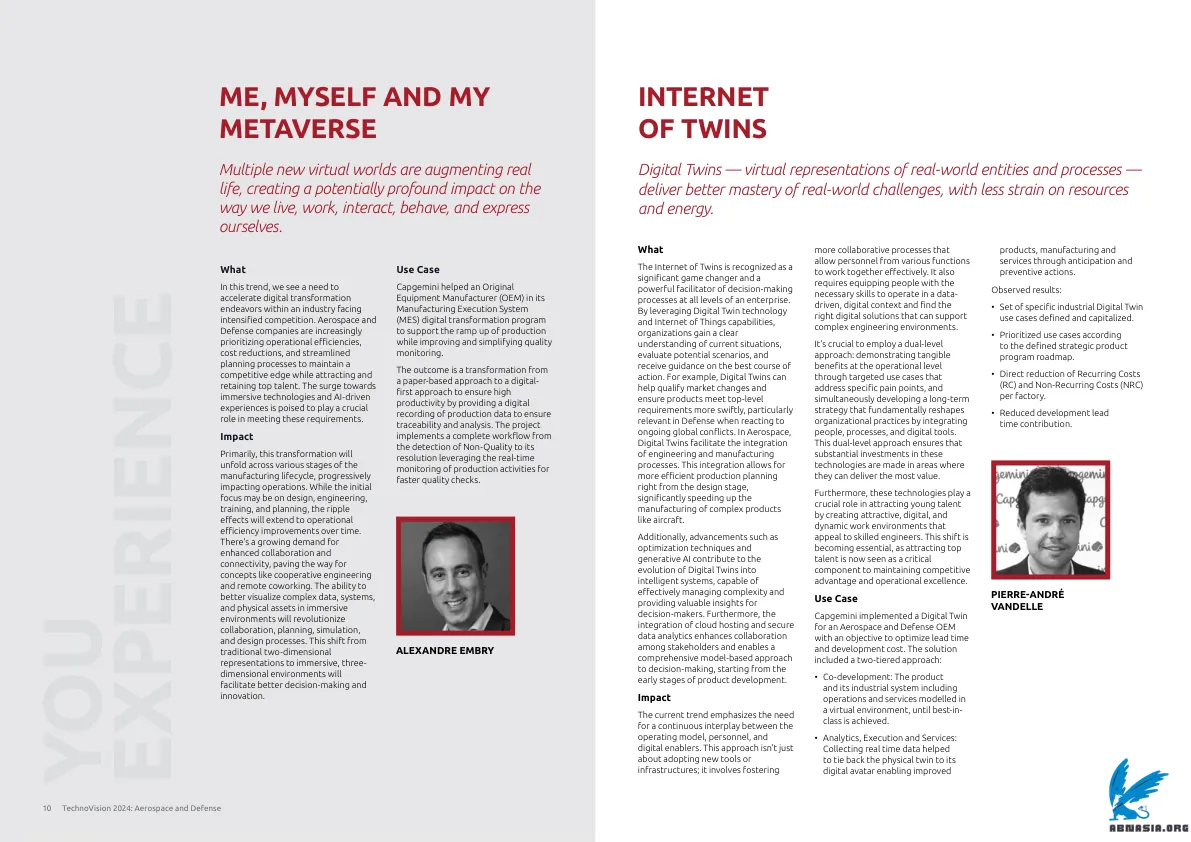 YOU
EXPERIENCE
ME, MYSELF AND MY
METAVERSE
Multiple new virtual worlds are augmenting real
life, creating a potentially profound impact on the
way we live, work, interact, behave, and express
ourselves.
What
In this trend, we see a need to
accelerate digital transformation
endeavors within an industry facing
intensified competition. Aerospace and
Defense companies are increasingly
prioritizing operational efficiencies,
cost reductions, and streamlined
planning processes to maintain a
competitive edge while attracting and
retaining top talent. The surge towards
immersive technologies and AI-driven
experiences is poised to play a crucial
role in meeting these requirements.
Impact
Primarily, this transformation will
unfold across various stages of the
manufacturing lifecycle, progressively
impacting operations. While the initial
focus may be on design, engineering,
training, and planning, the ripple
effects will extend to operational
efficiency improvements over time.
There's a growing demand for
enhanced collaboration and
connectivity, paving the way for
concepts like cooperative engineering
and remote coworking. The ability to
better visualize complex data, systems,
and physical assets in immersive
environments will revolutionize
collaboration, planning, simulation,
and design processes. This shift from
traditional two-dimensional
representations to immersive, three-
dimensional environments will
facilitate better decision-making and
innovation.
Use Case
Capgemini helped an Original
Equipment Manufacturer (OEM) in its
Manufacturing Execution System
(MES) digital transformation program
to support the ramp up of production
while improving and simplifying quality
monitoring.
The outcome is a transformation from
a paper-based approach to a digital-
first approach to ensure high
productivity by providing a digital
recording of production data to ensure
traceability and analysis. The project
implements a complete workflow from
the detection of Non-Quality to its
resolution leveraging the real-time
monitoring of production activities for
faster quality checks.
ALEXANDRE EMBRY
10 TechnoVision 2024: Aerospace and Defense
INTERNET
OF TWINS
Digital Twins — virtual representations of real-world entities and processes —
deliver better mastery of real-world challenges, with less strain on resources
and energy.
What
The Internet of Twins is recognized as a
significant game changer and a
powerful facilitator of decision-making
processes at all levels of an enterprise.
By leveraging Digital Twin technology
and Internet of Things capabilities,
organizations gain a clear
understanding of current situations,
evaluate potential scenarios, and
receive guidance on the best course of
action. For example, Digital Twins can
help qualify market changes and
ensure products meet top-level
requirements more swiftly, particularly
relevant in Defense when reacting to
ongoing global conflicts. In Aerospace,
Digital Twins facilitate the integration
of engineering and manufacturing
processes. This integration allows for
more efficient production planning
right from the design stage,
significantly speeding up the
manufacturing of complex products
like aircraft.
Additionally, advancements such as
optimization techniques and
generative AI contribute to the
evolution of Digital Twins into
intelligent systems, capable of
effectively managing complexity and
providing valuable insights for
decision-makers. Furthermore, the
integration of cloud hosting and secure
data analytics enhances collaboration
among stakeholders and enables a
comprehensive model-based approach
to decision-making, starting from the
early stages of product development.
Impact
The current trend emphasizes the need
for a continuous interplay between the
operating model, personnel, and
digital enablers. This approach isn't just
about adopting new tools or
infrastructures; it involves fostering
more collaborative processes that
allow personnel from various functions
to work together effectively. It also
requires equipping people with the
necessary skills to operate in a data-
driven, digital context and find the
right digital solutions that can support
complex engineering environments.
It's crucial to employ a dual-level
approach: demonstrating tangible
benefits at the operational level
through targeted use cases that
address specific pain points, and
simultaneously developing a long-term
strategy that fundamentally reshapes
organizational practices by integrating
people, processes, and digital tools.
This dual-level approach ensures that
substantial investments in these
technologies are made in areas where
they can deliver the most value.
Furthermore, these technologies play a
crucial role in attracting young talent
by creating attractive, digital, and
dynamic work environments that
appeal to skilled engineers. This shift is
becoming essential, as attracting top
talent is now seen as a critical
component to maintaining competitive
advantage and operational excellence.
Use Case
Capgemini implemented a Digital Twin
for an Aerospace and Defense OEM
with an objective to optimize lead time
and development cost. The solution
included a two-tiered approach:
• Co-development: The product
and its industrial system including
operations and services modelled in
a virtual environment, until best-in-
class is achieved.
• Analytics, Execution and Services:
Collecting real time data helped
to tie back the physical twin to its
digital avatar enabling improved
products, manufacturing and
services through anticipation and
preventive actions.
Observed results:
• Set of specific industrial Digital Twin
use cases defined and capitalized.
• Prioritized use cases according
to the defined strategic product
program roadmap.
• Direct reduction of Recurring Costs
(RC) and Non-Recurring Costs (NRC)
per factory.
• Reduced development lead
time contribution.
PIERRE-ANDRÉ
VANDELLE
ABNASIA.ORG